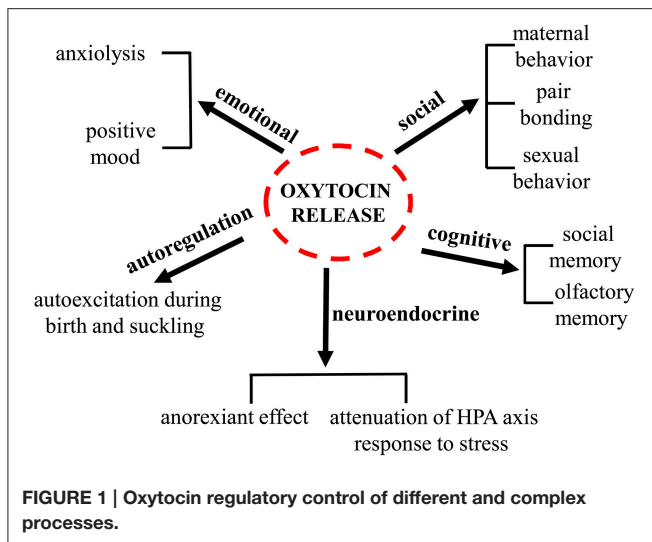 anxiolysis
positive
mood
emotional
social
maternal
behavior
pair
bonding
sexual
behavior
OXYTOCIN
RELEASE
autoregulation
autoexcitation during
birth and suckling
cognitive
social
memory
olfactory
memory
neuroendocrine
anorexiant effect
attenuation of HPA axis
response to stress
FIGURE 1 | Oxytocin regulatory control of different and complex
processes.